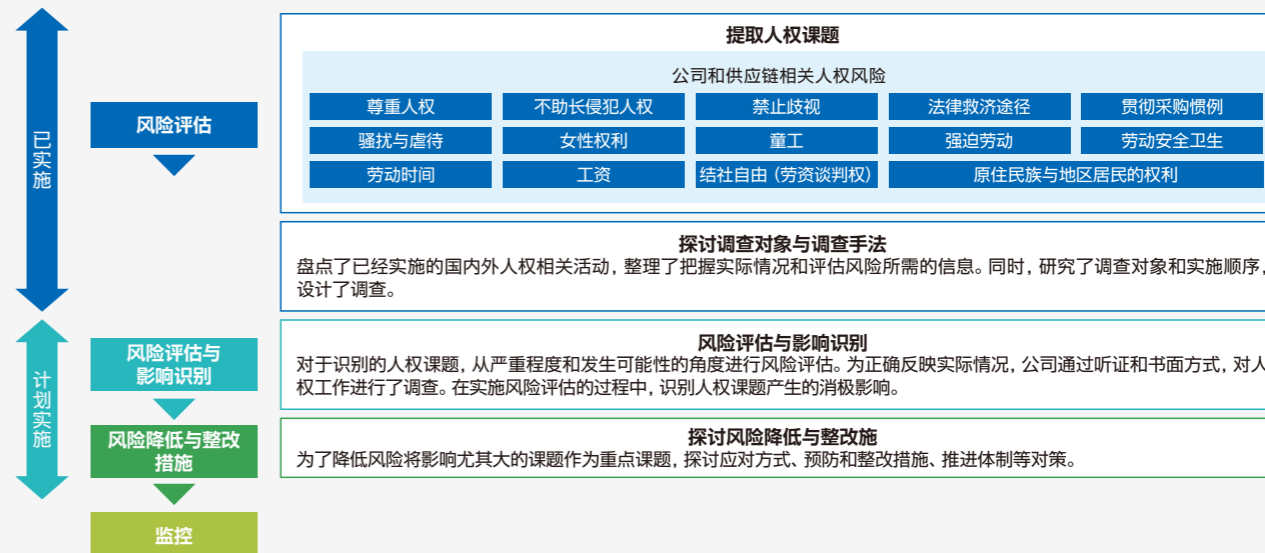 已实施
风险评估
提取人权课题
公司和供应链相关人权风险
尊重人权
不助长侵犯人权
禁止歧视
法律救济途径
贯彻采购惯例
骚扰与虐待
女性权利
童工
强迫劳动
劳动安全卫生
劳动时间
工资
结社自由（劳资谈判权）
原住民族与地区居民的权利
探讨调查对象与调查手法
盘点了已经实施的国内外人权相关活动，整理了把握实际情况和评估风险所需的信息。同时，研究了调查对象和实施顺序，
设计了调查。
计划实施
风险评估与
影响识别
风险评估与影响识别
对于识别的人权课题，从严重程度和发生可能性的角度进行风险评估。为正确反映实际情况，公司通过听证和书面方式，对人
权工作进行了调查。在实施风险评估的过程中，识别人权课题产生的消极影响。
风险降低与整改
措施
探讨风险降低与整改施
为了降低风险将影响尤其大的课题作为重点课题，探讨应对方式、预防和整改措施、推进体制等对策。
监控